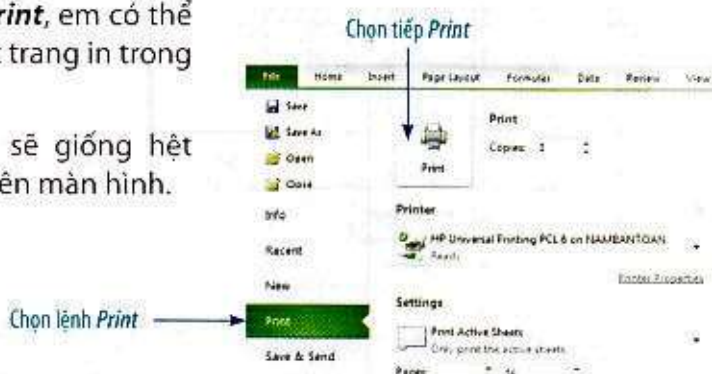 rint, em có thể
t trang in trong
sẽ giống hệt
ên màn hình.
Chọn tiếp Print
File Home Insert Page Layout Formulas Data Review View
Save
Save As
Open
Close
Info
Recent
New
Print
Save & Send
Chọn lệnh Print
Print
Copies: 1
Print
Printer
HP Universal Printing PCL 6 on NAMBANTOAN
Ready
Printer Properties
Settings
Print Active Sheets
Only print the active sheets
Pages: to